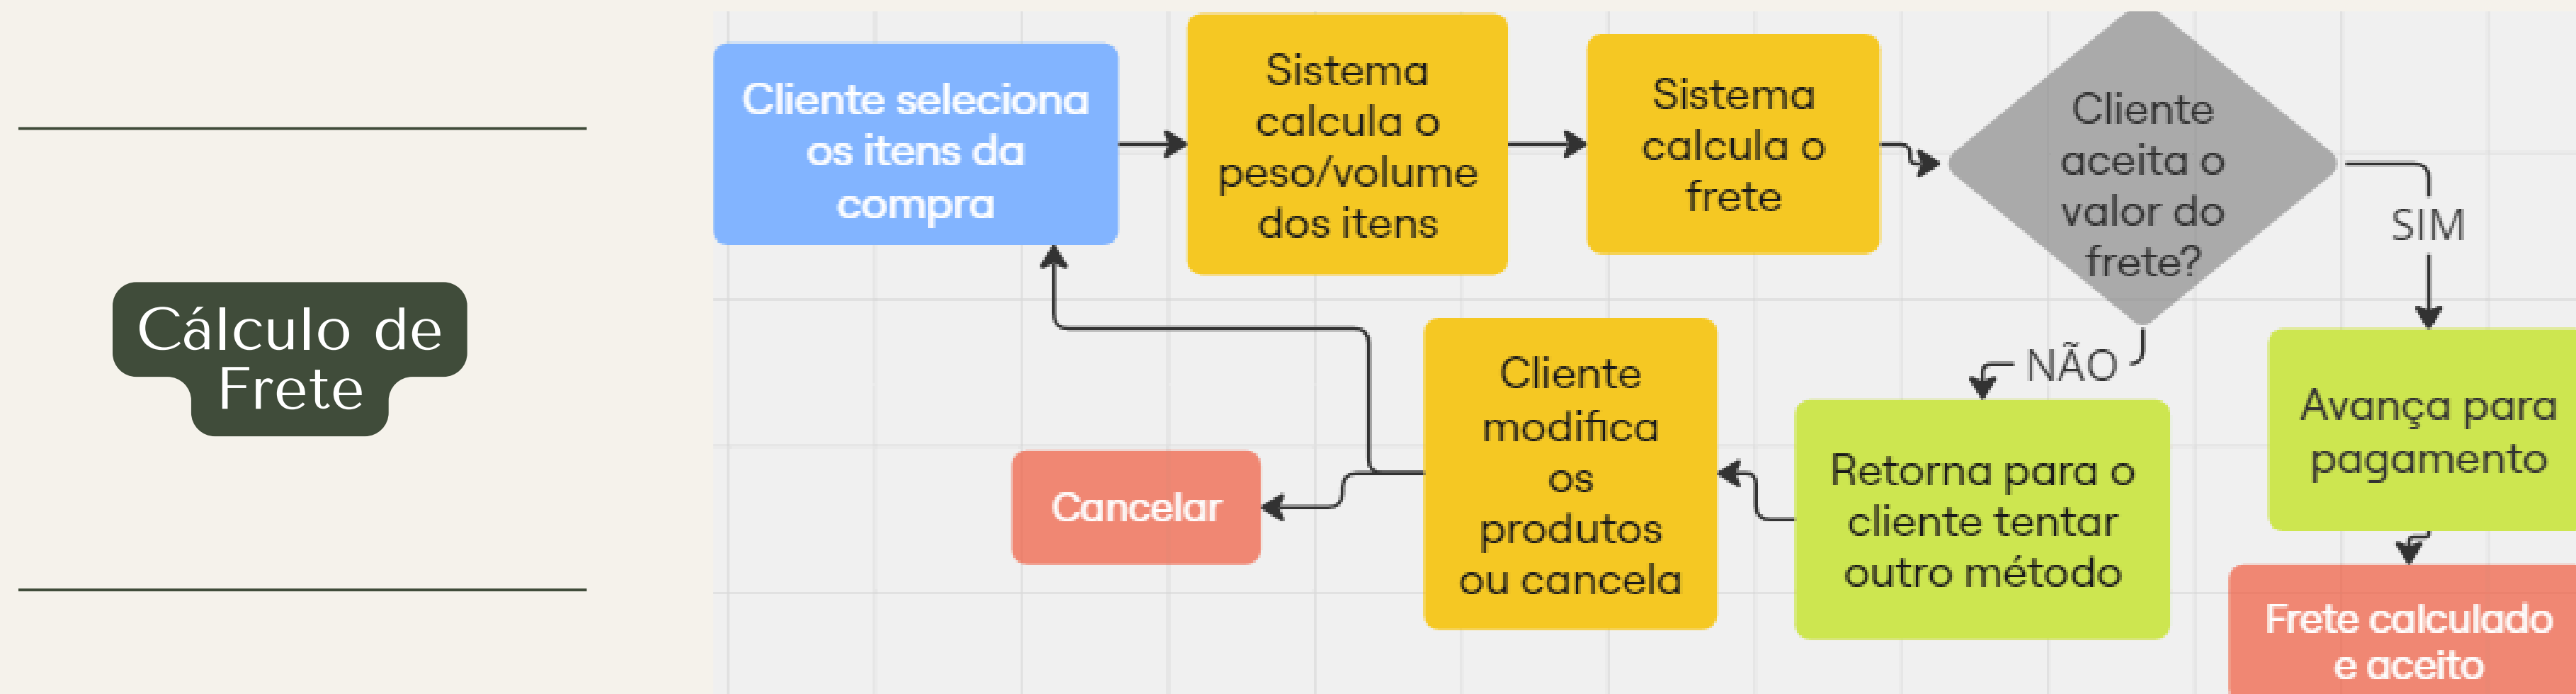 Cálculo de
Frete
Cliente seleciona
os itens da
compra
Sistema
calcula o
peso/volume
dos itens
Sistema
calcula o
frete
Cliente
aceita o
valor do
frete?
SIM
NÃO
Avança para
pagamento
Retorna para o
cliente tentar
outro método
Cliente
modifica
os
produtos
ou cancela
Cancelar
Frete calculado
e aceito